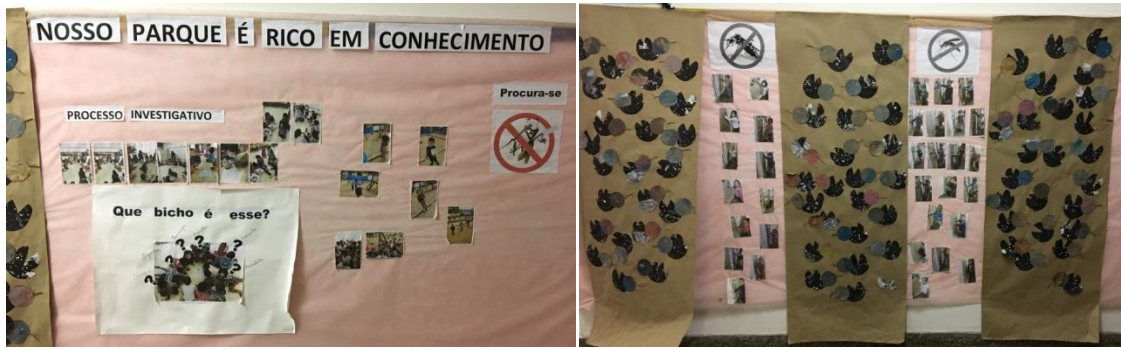 NOSSO PARQUE É RICO EM CONHECIMENTO
Procura-se
PROCESSO INVESTIGATIVO
Que bicho é esse?
? ? ? ? ? ? ?